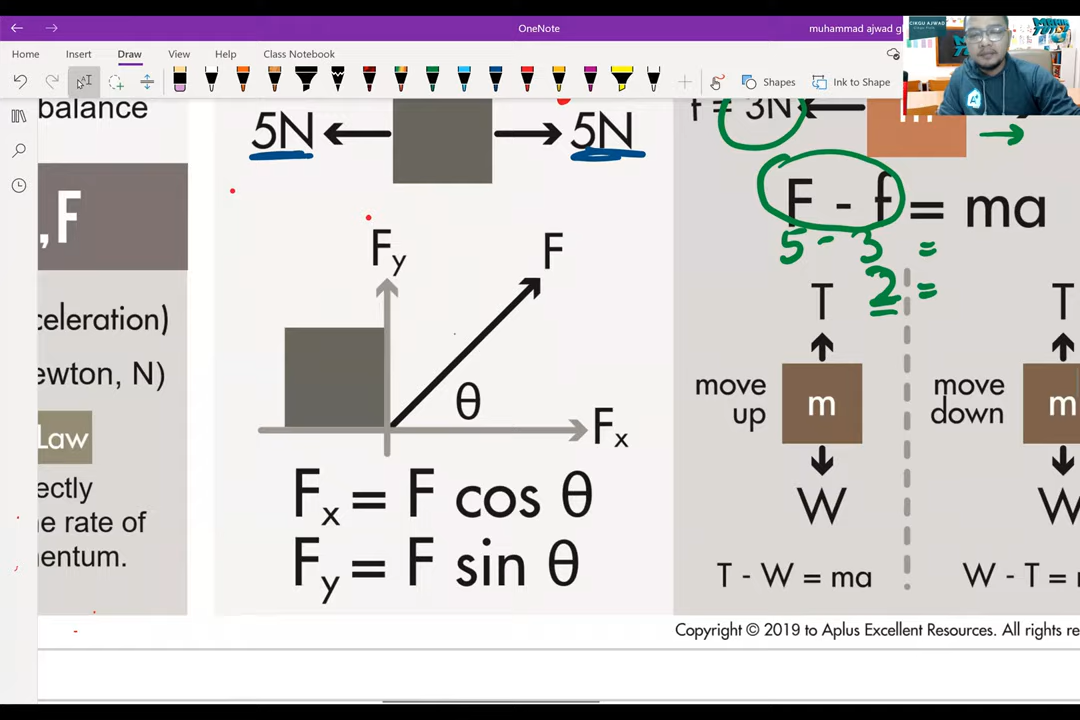 OneNote
muhammad ajwad
CIKGU AJWAD
Home Insert Draw View Help Class Notebook
Shapes Ink to Shape
balance
,F
celeration)
ewton, N)
Law
ectly
e rate of
entum.
5N 5N
Fy F
θ
Fx
Fx = F cos θ
Fy = F sin θ
f = 3N
F - f = ma
5 - 3 =
2 =
T
move up
m
W
T - W = ma
T
move down
m
W
W - T =
Copyright © 2019 to Aplus Excellent Resources. All rights re